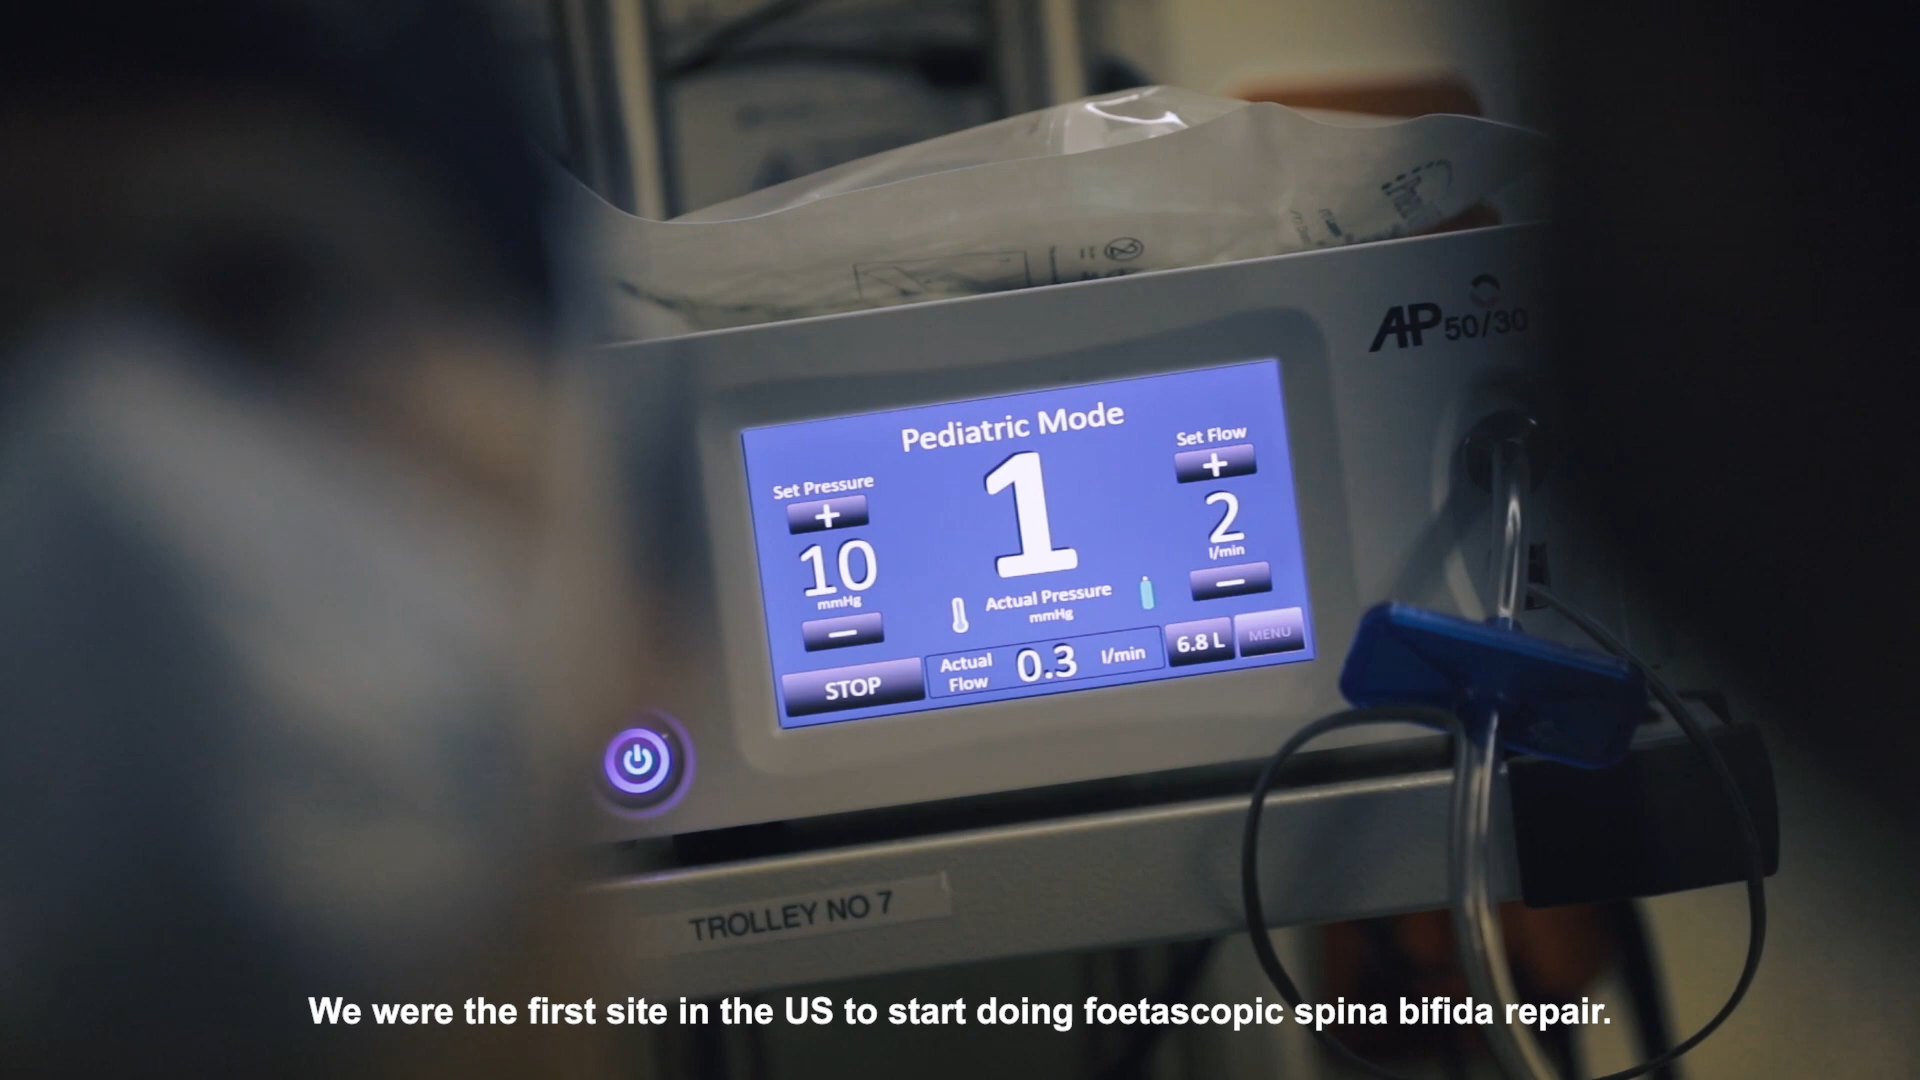 AP 50/30
Pediatric Mode
Set Pressure
+
10
mmHg
−
1
Actual Pressure
mmHg
Set Flow
+
2
l/min
−
STOP
Actual Flow 0.3 l/min
6.8 L
MENU
TROLLEY NO 7
We were the first site in the US to start doing foetascopic spina bifida repair.